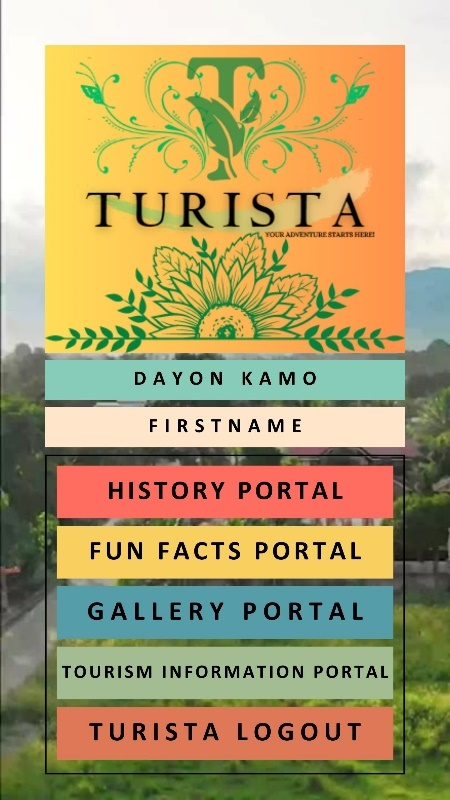 T
TURISTA
YOUR ADVENTURE STARTS HERE!
DAYON KAMO
FIRSTNAME
HISTORY PORTAL
FUN FACTS PORTAL
GALLERY PORTAL
TOURISM INFORMATION PORTAL
TURISTA LOGOUT